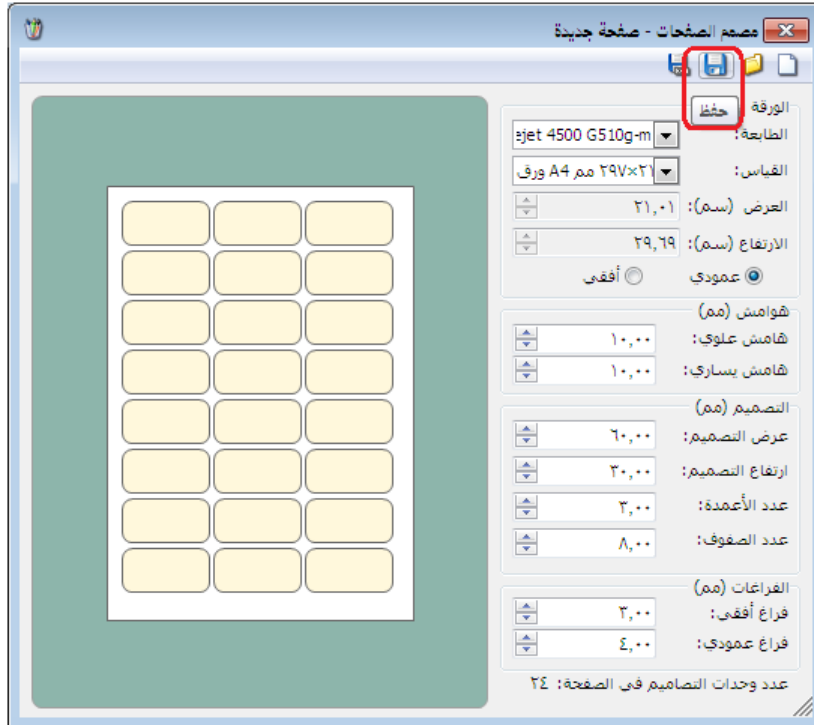 مصمم الصفحات - صفحة جديدة
حفظ
الورقة
الطابعة: ejet 4500 G510g-m
القياس: ٢١×٢٩٧ مم A4 ورق
العرض (سم): ٢١,٠١
الارتفاع (سم): ٢٩,٦٩
عمودي أفقي
هوامش (مم)
هامش علوي: ١٠,٠٠
هامش يساري: ١٠,٠٠
التصميم (مم)
عرض التصميم: ٦٠,٠٠
ارتفاع التصميم: ٣٠,٠٠
عدد الأعمدة: ٣,٠٠
عدد الصفوف: ٨,٠٠
الفراغات (مم)
فراغ أفقي: ٣,٠٠
فراغ عمودي: ٤,٠٠
عدد وحدات التصاميم في الصفحة: ٢٤